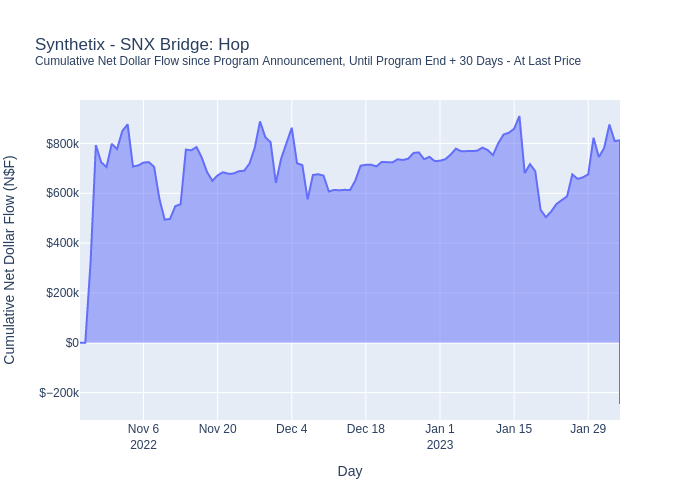 Synthetix - SNX Bridge: Hop
Cumulative Net Dollar Flow since Program Announcement, Until Program End + 30 Days - At Last Price
Cumulative Net Dollar Flow (N$F)
$800k
$600k
$400k
$200k
$0
$−200k
Nov 6
2022
Nov 20
Dec 4
Dec 18
Jan 1
2023
Jan 15
Jan 29
Day